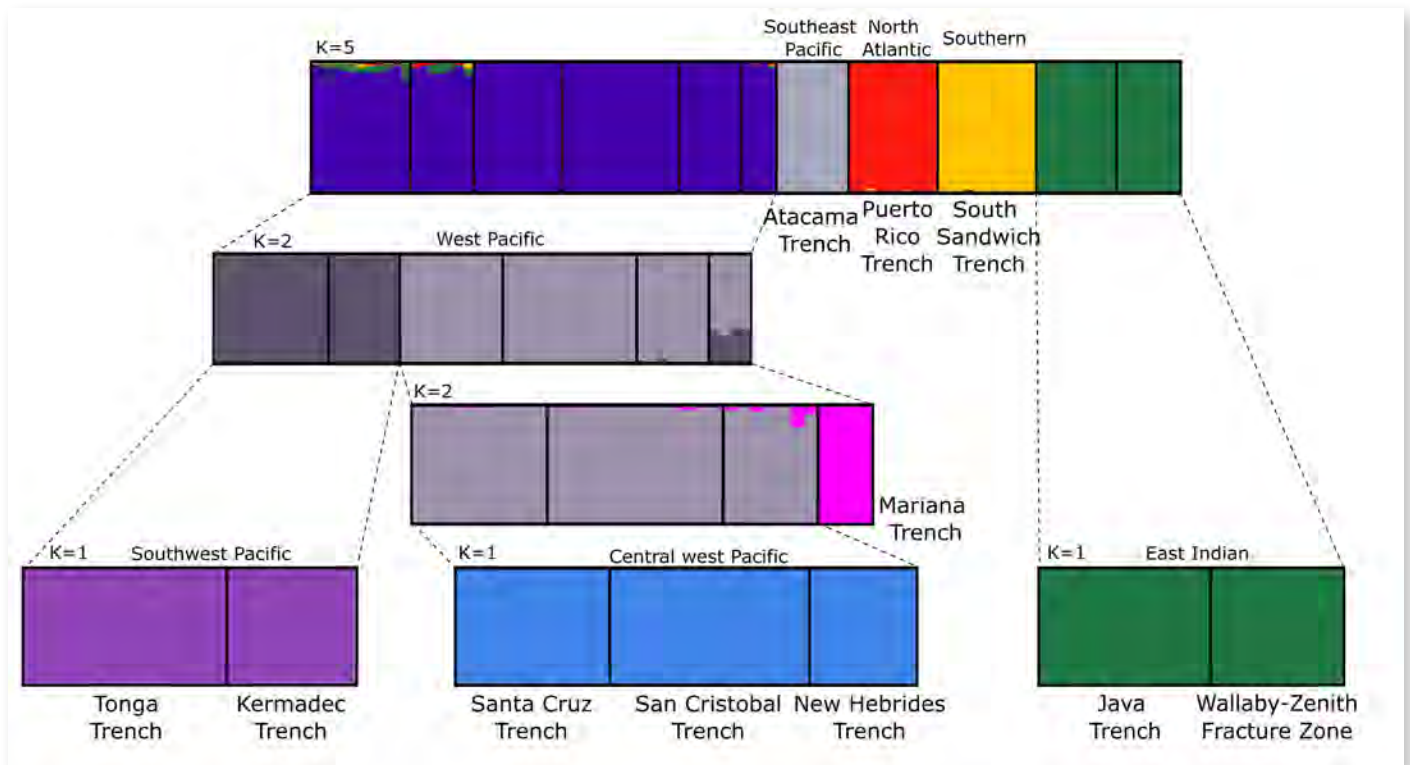 K=5
Southeast
Pacific
North
Atlantic
Southern
Atacama
Trench
Puerto
Rico
Trench
South
Sandwich
Trench
K=2
West Pacific
K=2
Mariana
Trench
K=1
Southwest Pacific
K=1
Central west Pacific
K=1
East Indian
Tonga
Trench
Kermadec
Trench
Santa Cruz
Trench
San Cristobal
Trench
New Hebrides
Trench
Java
Trench
Wallaby-Zenith
Fracture Zone